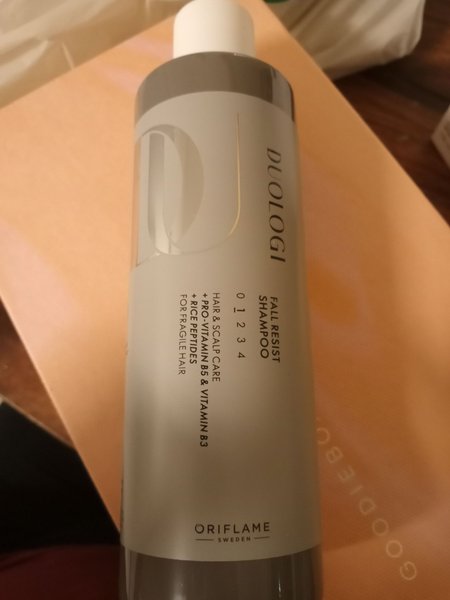 DUOLOGI
FALL RESIST
SHAMPOO
0 1 2 3 4
HAIR & SCALP CARE
+ PRO-VITAMIN B5 & VITAMIN B3
+ RICE PEPTIDES
FOR FRAGILE HAIR
ORIFLAME
SWEDEN
GOODIEBO